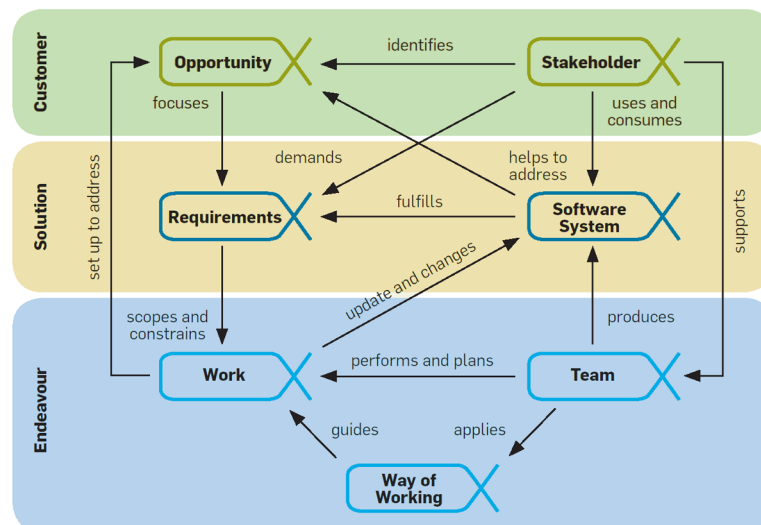 Customer
Opportunity
identifies
Stakeholder
focuses
uses and
consumes
demands
helps to
address
set up to address
supports
Solution
Requirements
fulfills
Software
System
update and changes
scopes and
constrains
produces
Endeavour
Work
performs and plans
Team
guides
applies
Way of
Working